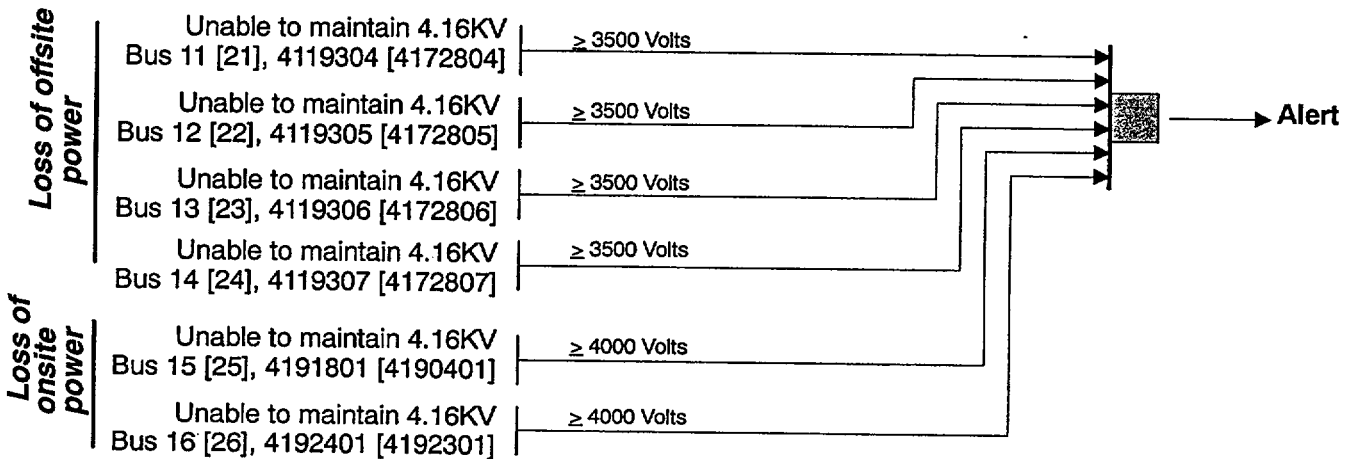 Loss of offsite
power
Unable to maintain 4.16KV
Bus 11 [21], 4119304 [4172804]
≥ 3500 Volts
Unable to maintain 4.16KV
Bus 12 [22], 4119305 [4172805]
≥ 3500 Volts
Unable to maintain 4.16KV
Bus 13 [23], 4119306 [4172806]
≥ 3500 Volts
Unable to maintain 4.16KV
Bus 14 [24], 4119307 [4172807]
≥ 3500 Volts
Alert
Loss of
onsite
power
Unable to maintain 4.16KV
Bus 15 [25], 4191801 [4190401]
≥ 4000 Volts
Unable to maintain 4.16KV
Bus 16 [26], 4192401 [4192301]
≥ 4000 Volts